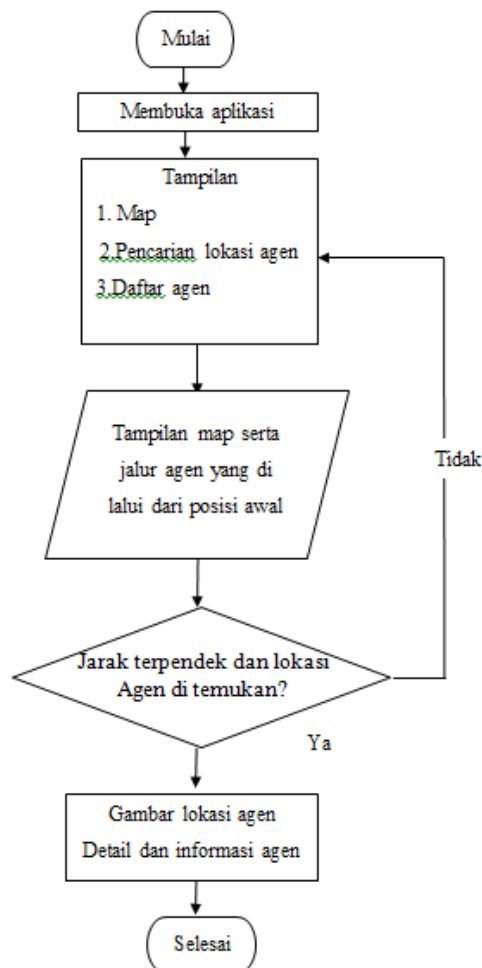 Mulai
Membuka aplikasi
Tampilan
1. Map
2.Pencarian lokasi agen
3.Daftar agen
Tampilan map serta
jalur agen yang di
lalui dari posisi awal
Tidak
Jarak terpendek dan lokasi
Agen di temukan?
Ya
Gambar lokasi agen
Detail dan informasi agen
Selesai